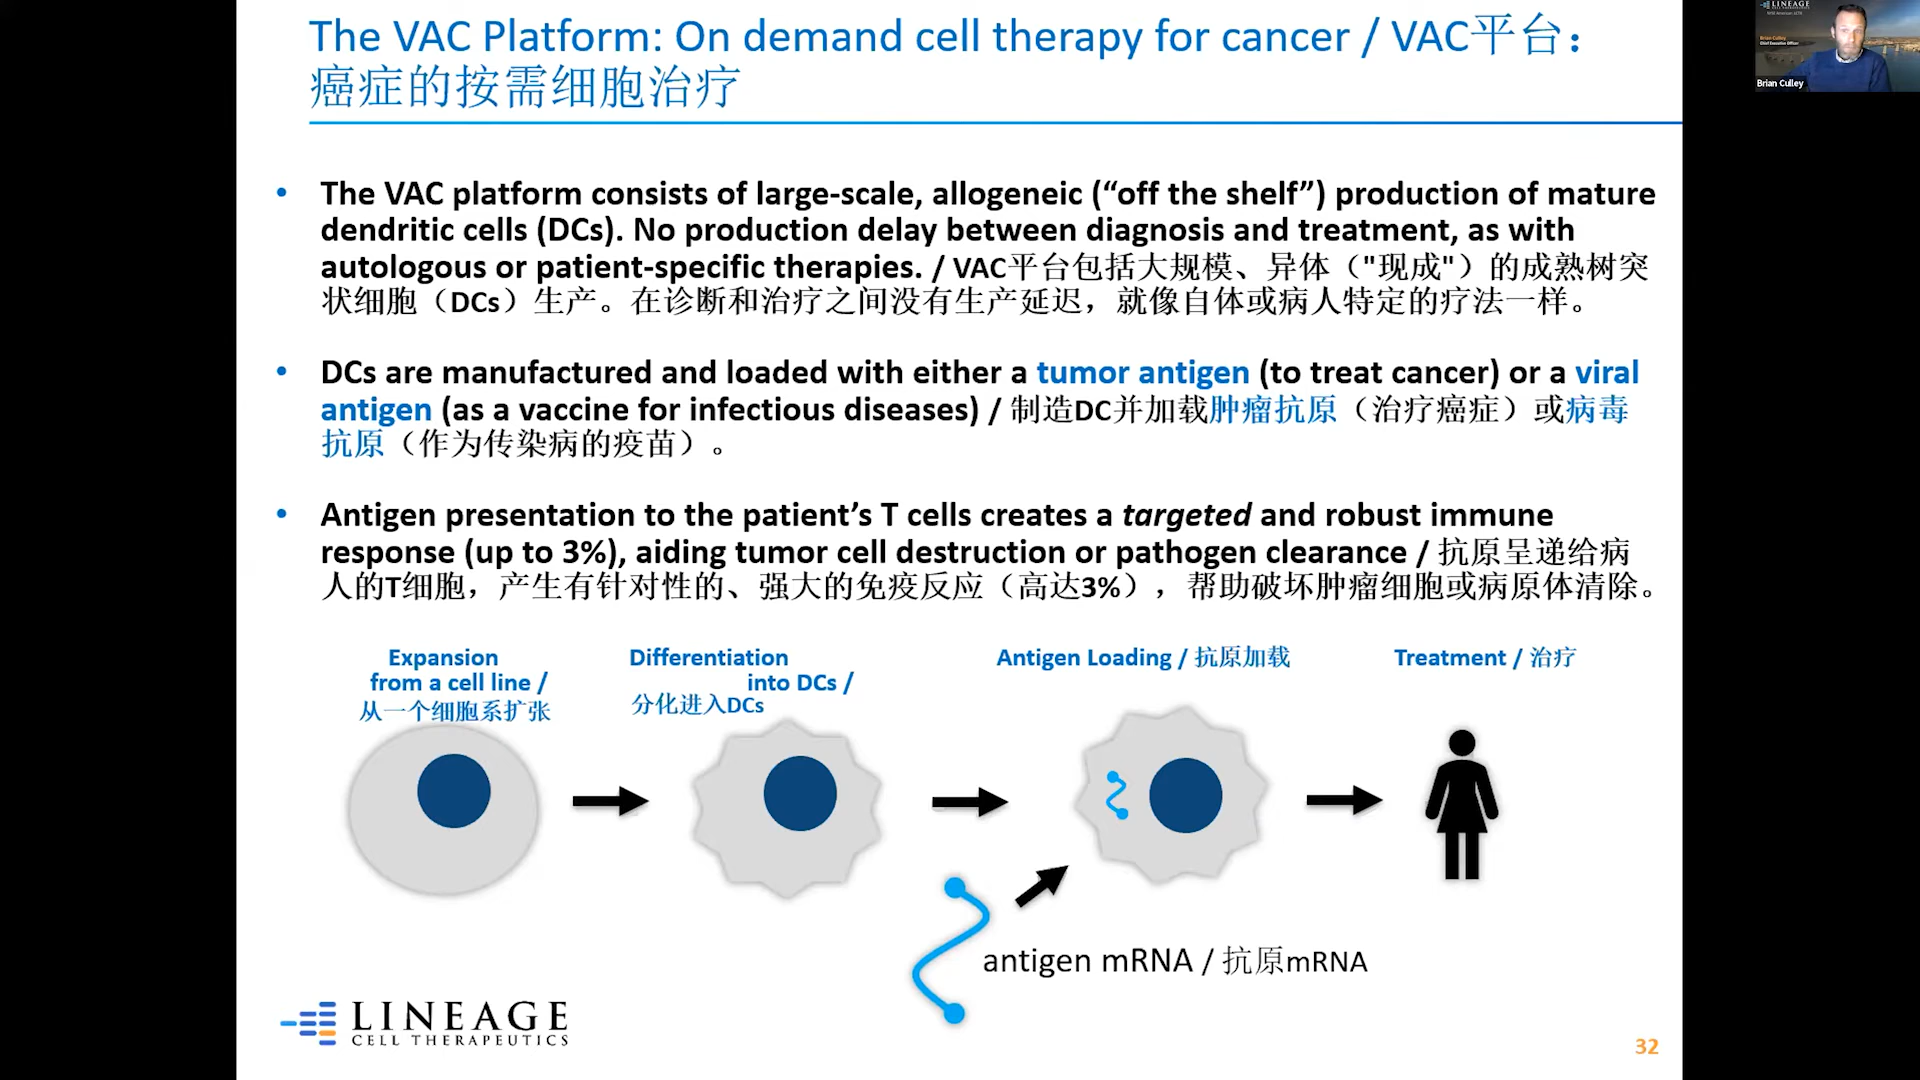 The VAC Platform: On demand cell therapy for cancer / VAC平台：
癌症的按需细胞治疗
• The VAC platform consists of large-scale, allogeneic (“off the shelf”) production of mature
dendritic cells (DCs). No production delay between diagnosis and treatment, as with
autologous or patient-specific therapies. / VAC平台包括大规模、异体（"现成"）的成熟树突
状细胞（DCs）生产。在诊断和治疗之间没有生产延迟，就像自体或病人特定的疗法一样。
• DCs are manufactured and loaded with either a tumor antigen (to treat cancer) or a viral
antigen (as a vaccine for infectious diseases) / 制造DC并加载肿瘤抗原（治疗癌症）或病毒
抗原（作为传染病的疫苗）。
• Antigen presentation to the patient’s T cells creates a targeted and robust immune
response (up to 3%), aiding tumor cell destruction or pathogen clearance / 抗原呈递给病
人的T细胞，产生有针对性的、强大的免疫反应（高达3%），帮助破坏肿瘤细胞或病原体清除。
Expansion
from a cell line /
从一个细胞系扩张
Differentiation
into DCs /
分化进入DCs
Antigen Loading / 抗原加载
Treatment / 治疗
antigen mRNA / 抗原mRNA
LINEAGE
CELL THERAPEUTICS
32
LINEAGE
Brian Culley
Chief Executive Officer
Brian Culley